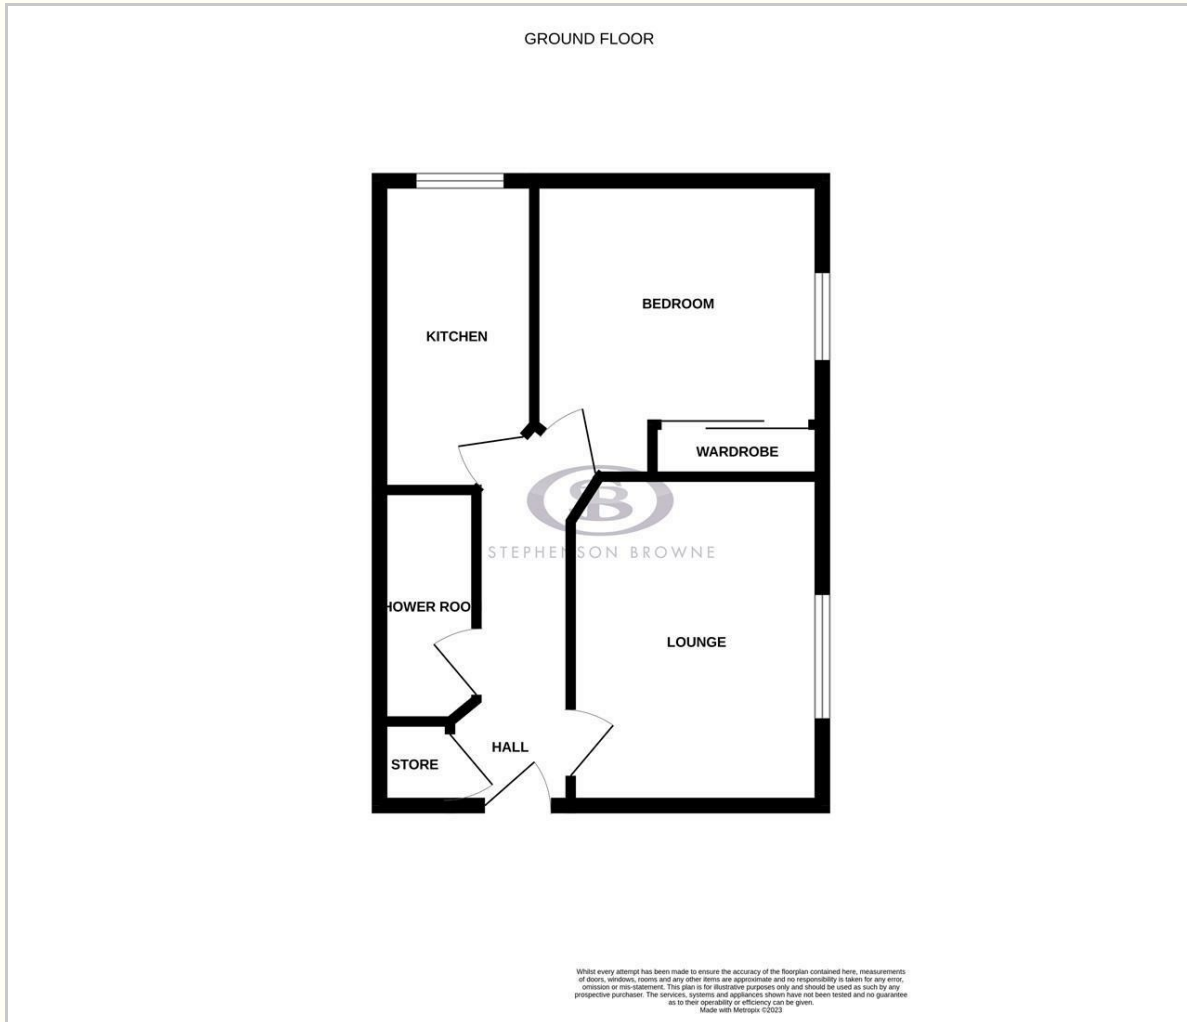 GROUND FLOOR
BEDROOM
KITCHEN
WARDROBE
SB
STEPHENSON BROWNE
HOWER ROO
LOUNGE
HALL
STORE
Whilst every attempt has been made to ensure the accuracy of the floorplan contained here, measurements
of doors, windows, rooms and any other items are approximate and no responsibility is taken for any error,
omission or mis-statement. This plan is for illustrative purposes only and should be used as such by any
prospective purchaser. The services, systems and appliances shown have not been tested and no guarantee
as to their operability or efficiency can be given.
Made with Metropix ©2023